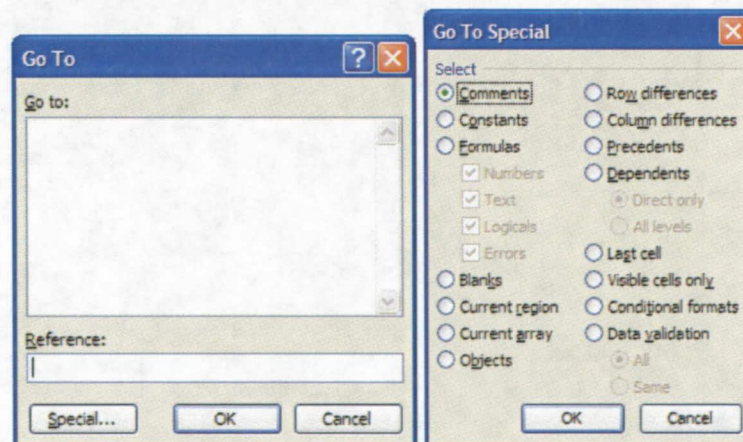 Go To
Go to:
Reference:
Special...
OK
Cancel
Go To Special
Select
Comments
Constants
Formulas
Numbers
Text
Logicals
Errors
Blanks
Current region
Current array
Objects
Row differences
Column differences
Precedents
Dependents
Direct only
All levels
Last cell
Visible cells only
Conditional formats
Data validation
All
Same
OK
Cancel